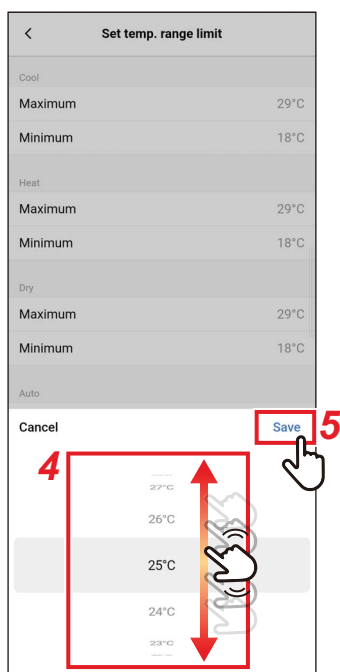 Set temp. range limit
Cool
Maximum 29°C
Minimum 18°C
Heat
Maximum 29°C
Minimum 18°C
Dry
Maximum 29°C
Minimum 18°C
Auto
Cancel Save 5
4
27°C
26°C
25°C
24°C
23°C